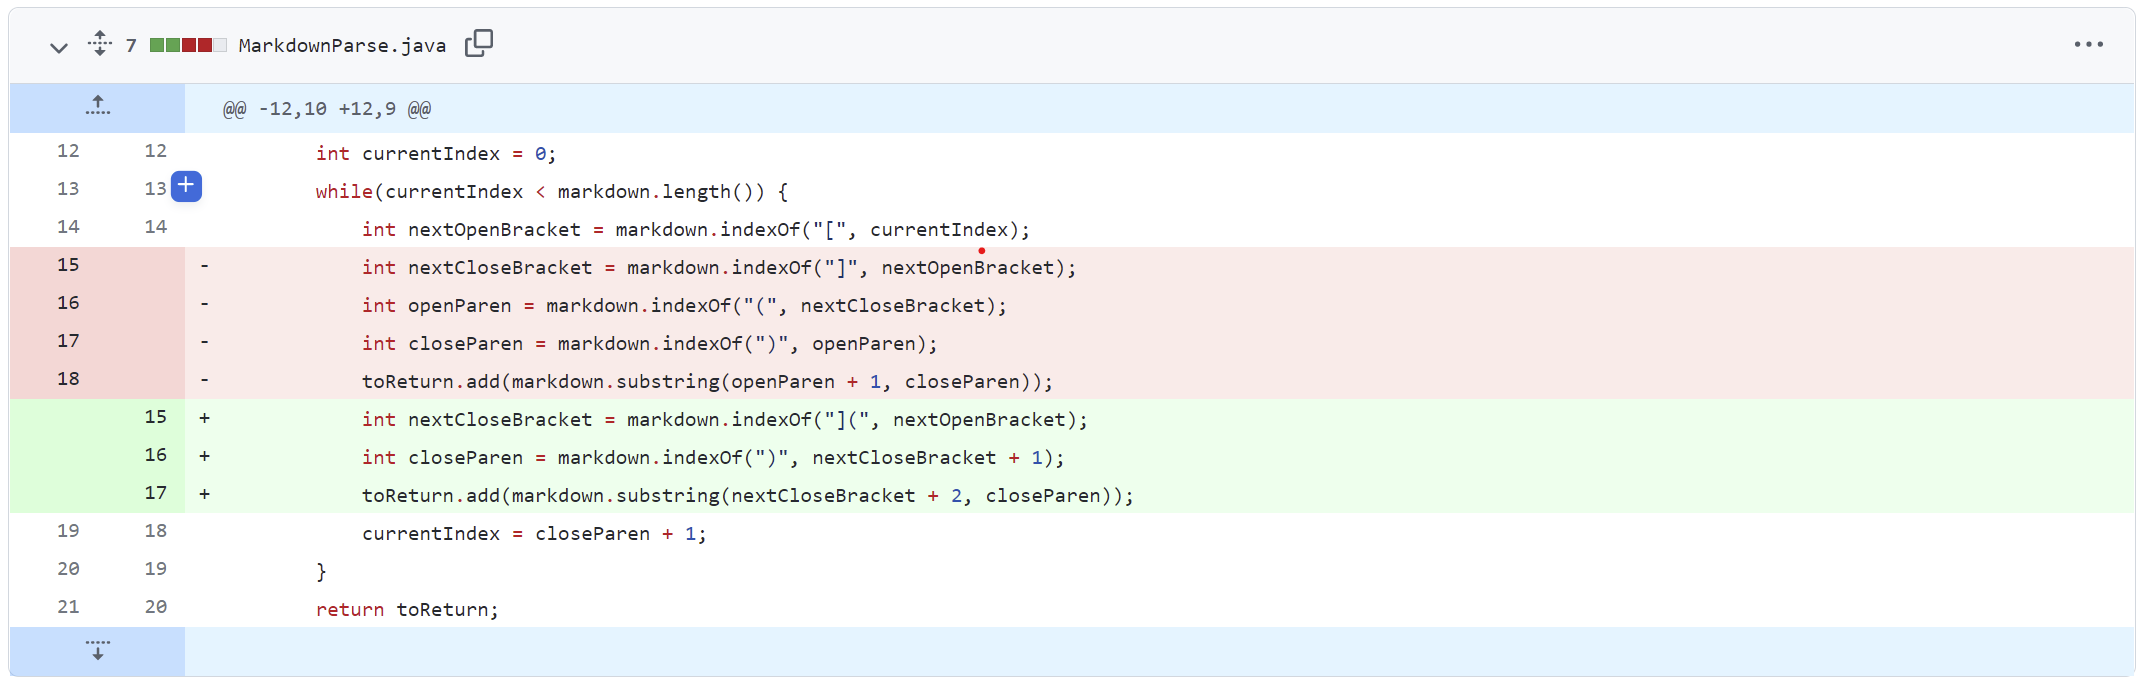 7 MarkdownParse.java
@@ -12,10 +12,9 @@
12 12 int currentIndex = 0;
13 13 while(currentIndex < markdown.length()) {
14 14 int nextOpenBracket = markdown.indexOf("[", currentIndex);
15 - int nextCloseBracket = markdown.indexOf("]", nextOpenBracket);
16 - int openParen = markdown.indexOf("(", nextCloseBracket);
17 - int closeParen = markdown.indexOf(")", openParen);
18 - toReturn.add(markdown.substring(openParen + 1, closeParen));
15 + int nextCloseBracket = markdown.indexOf("](", nextOpenBracket);
16 + int closeParen = markdown.indexOf(")", nextCloseBracket + 1);
17 + toReturn.add(markdown.substring(nextCloseBracket + 2, closeParen));
19 18 currentIndex = closeParen + 1;
20 19 }
21 20 return toReturn;